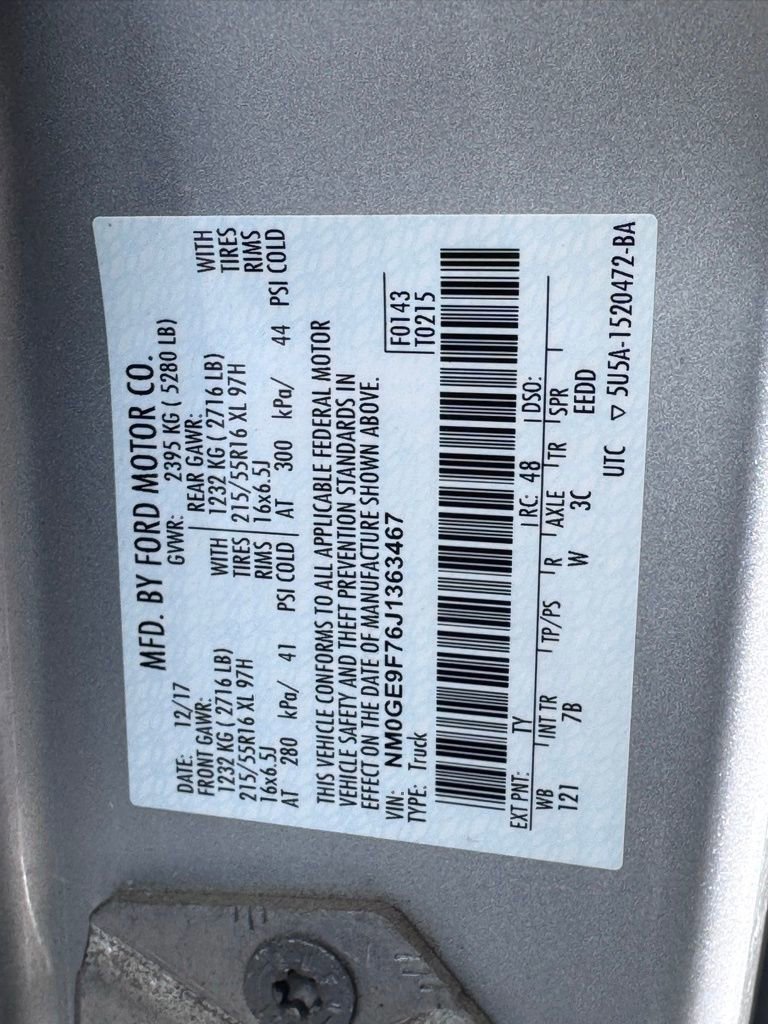 MFD. BY FORD MOTOR CO.
DATE: 12/17 GVWR: 2395 KG ( 5280 LB)
FRONT GAWR: REAR GAWR:
1232 KG ( 2716 LB) WITH 1232 KG ( 2716 LB) WITH
215/55R16 XL 97H TIRES 215/55R16 XL 97H TIRES
16x6.5J RIMS 16x6.5J RIMS
AT 280 kPa/ 41 PSI COLD AT 300 kPa/ 44 PSI COLD
THIS VEHICLE CONFORMS TO ALL APPLICABLE FEDERAL MOTOR
VEHICLE SAFETY AND THEFT PREVENTION STANDARDS IN
EFFECT ON THE DATE OF MANUFACTURE SHOWN ABOVE.
VIN: NM0GE9F76J1363467 F0143
TYPE: Truck T0215
EXT PNT: TY RC: 48 DSO:
WB INT TR TP/PS R AXLE TR SPR
121 7B W 3C EEDD
UTC ▽ 5U5A-1520472-BA